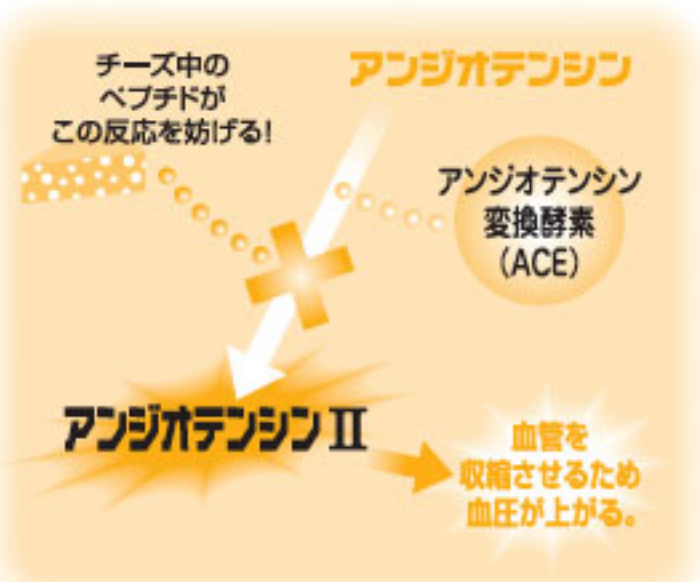 チーズ中の
ペプチドが
この反応を妨げる!
アンジオテンシン
アンジオテンシン
変換酵素
(ACE)
アンジオテンシンⅡ
血管を
収縮させるため
血圧が上がる。